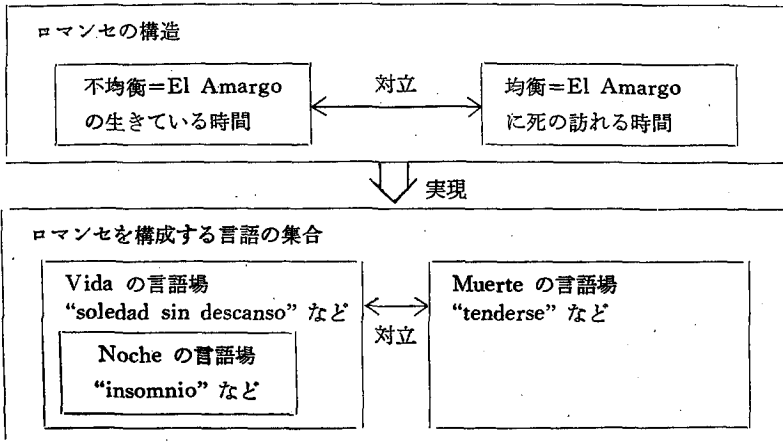 ロマンセの構造
不均衡=El Amargo
の生きている時間
対立
均衡=El Amargo
に死の訪れる時間
実現
ロマンセを構成する言語の集合
Vida の言語場
“soledad sin descanso” など
Noche の言語場
“insomnio” など
対立
Muerte の言語場
“tenderse” など